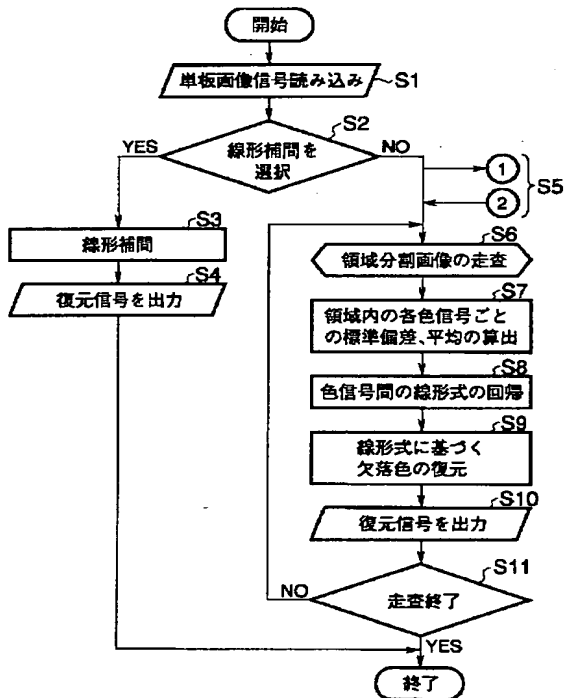 開始
単板画像信号読み込み
S1
S2
YES
線形補間を
選択
NO
1
2
S5
S3
線形補間
S4
復元信号を出力
S6
領域分割画像の走査
S7
領域内の各色信号ごと
の標準偏差、平均の算出
S8
色信号間の線形式の回帰
S9
線形式に基づく
欠落色の復元
S10
復元信号を出力
S11
NO
走査終了
YES
終了